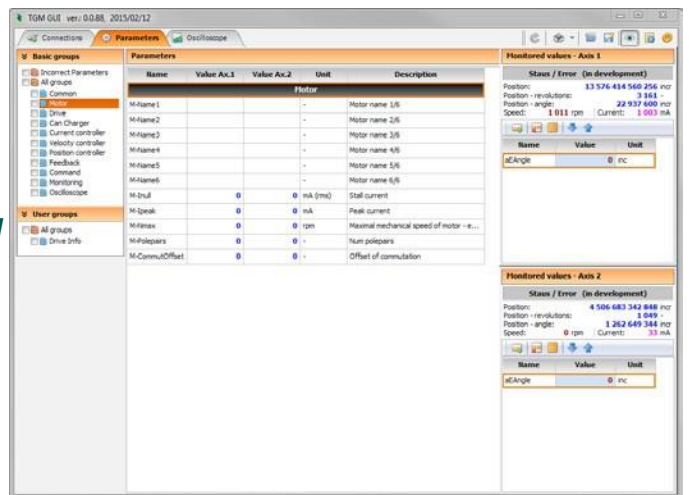 TGM GUI ver.: 0.0.88, 2015/02/12
Connections Parameters Oscilloscope
Basic groups
Incorrect Parameters
All groups
Common
Motor
Drive
Can Charger
Current controller
Velocity controller
Position controller
Feedback
Command
Monitoring
Oscilloscope
User groups
All groups
Drive Info
Parameters
Name Value Ax.1 Value Ax.2 Unit Description
Motor
M-Name1 - Motor name 1/6
M-Name2 - Motor name 2/6
M-Name3 - Motor name 3/6
M-Name4 - Motor name 4/6
M-Name5 - Motor name 5/6
M-Name6 - Motor name 6/6
M-Inull 0 0 mA (rms) Stall current
M-Ipeak 0 0 mA Peak current
M-Nmax 0 0 rpm Maximal mechanical speed of motor - e...
M-Polepairs 0 0 - Num polepairs
M-CommutOffset 0 0 - Offset of commutation
Monitored values - Axis 1
Staus / Error (in development)
Position: 13 576 414 560 256 incr
Position - revolutions: 3 161 -
Position - angle: 22 937 600 incr
Speed: 1 011 rpm Current: 1 003 mA
Name Value Unit
aEAngle 0 inc
Monitored values - Axis 2
Staus / Error (in development)
Position: 4 506 683 342 848 incr
Position - revolutions: 1 049 -
Position - angle: 1 262 649 344 incr
Speed: 0 rpm Current: 33 mA
Name Value Unit
aEAngle 0 inc